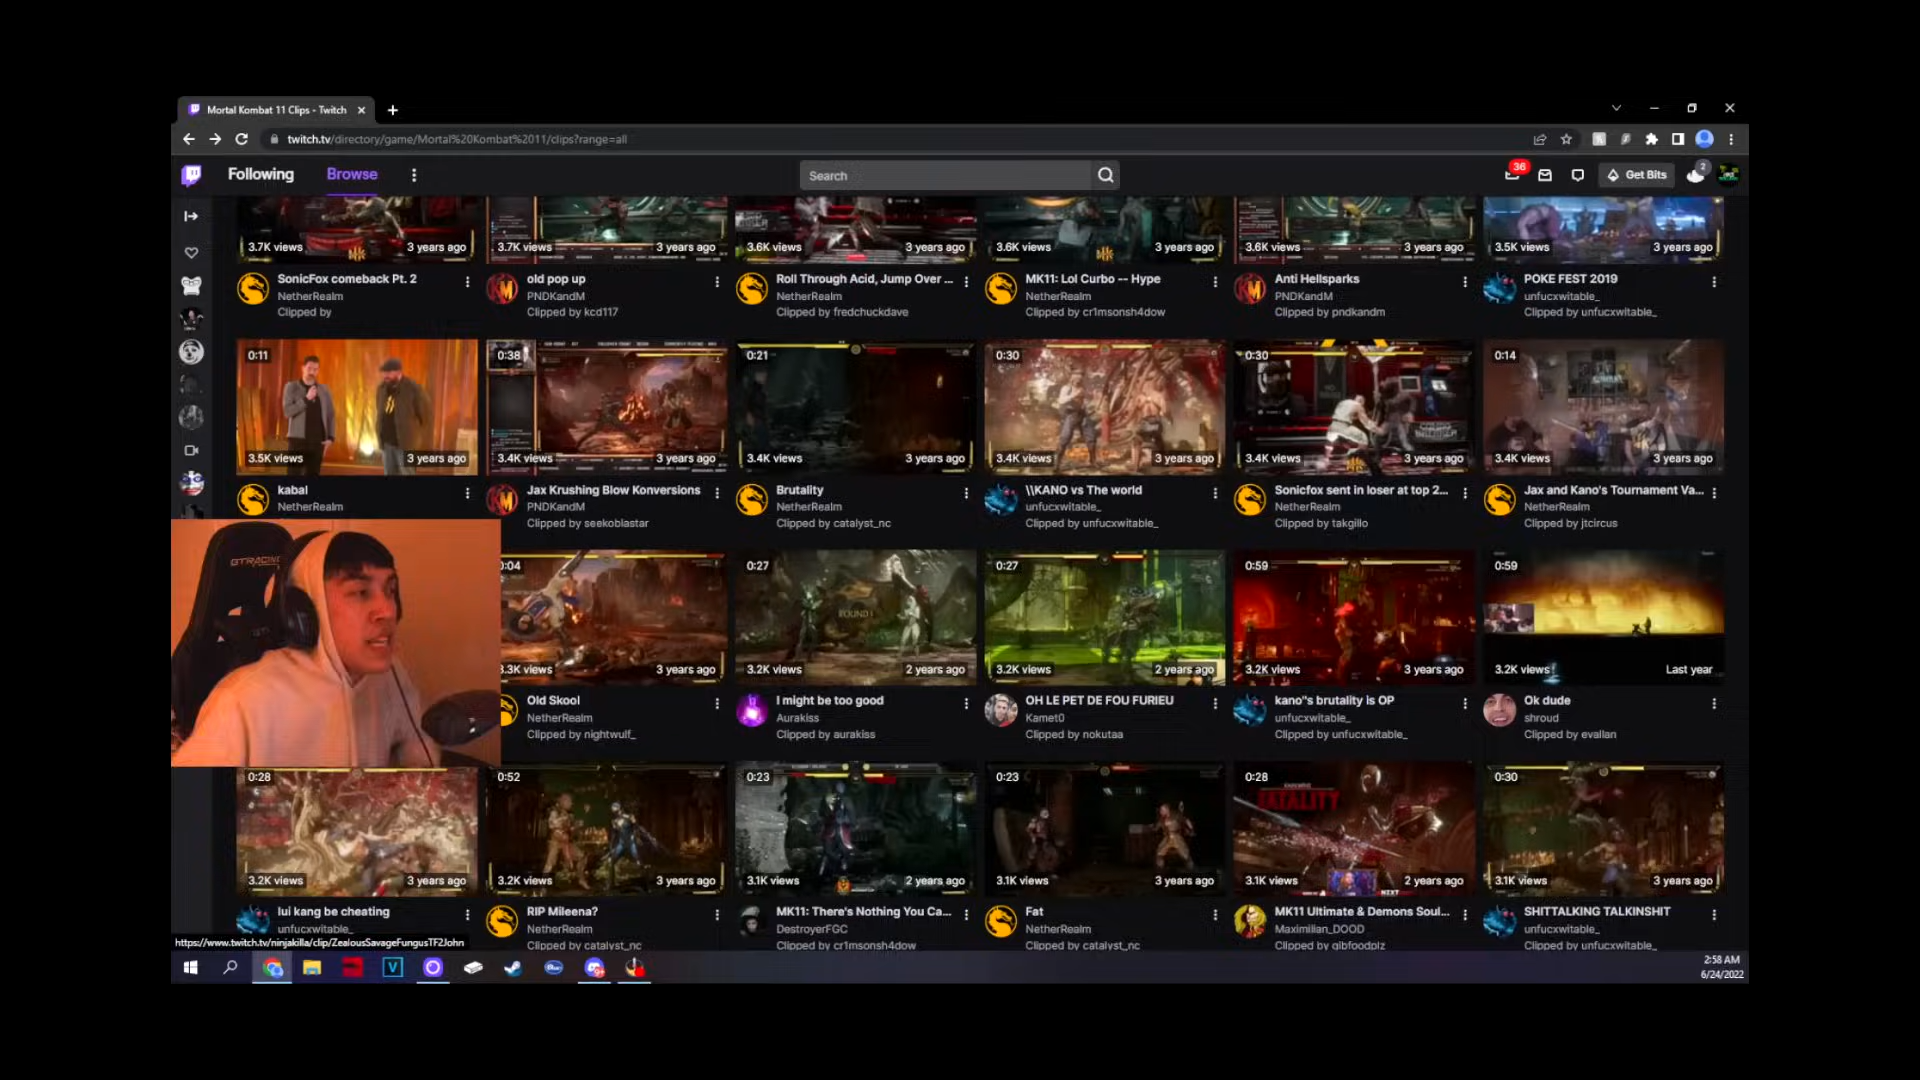 Mortal Kombat 11 Clips - Twitch
twitch.tv/directory/game/Mortal%20Kombat%2011/clips?range=all
Following
Browse
Search
36
Get Bits
2
3.7K views 3 years ago
3.7K views 3 years ago
3.6K views 3 years ago
3.6K views 3 years ago
3.6K views 3 years ago
3.5K views 3 years ago
SonicFox comeback Pt. 2
NetherRealm
Clipped by
old pop up
PNDKandM
Clipped by kcd117
Roll Through Acid, Jump Over ...
NetherRealm
Clipped by fredchuckdave
MK11: Lol Curbo -- Hype
NetherRealm
Clipped by cr1msonsh4dow
Anti Hellsparks
PNDKandM
Clipped by pndkandm
POKE FEST 2019
unfucxwitable_
Clipped by unfucxwitable_
0:11
3.5K views 3 years ago
kabal
NetherRealm
0:38
3.4K views 3 years ago
Jax Krushing Blow Konversions
PNDKandM
Clipped by seekoblastar
0:21
3.4K views 3 years ago
Brutality
NetherRealm
Clipped by catalyst_nc
0:30
3.4K views 3 years ago
\\KANO vs The world
unfucxwitable_
Clipped by unfucxwitable_
0:30
3.4K views 3 years ago
Sonicfox sent in loser at top 2...
NetherRealm
Clipped by takgillo
0:14
3.4K views 3 years ago
Jax and Kano's Tournament Va...
NetherRealm
Clipped by jtcircus
GTRACING
0:04
3.3K views 3 years ago
Old Skool
NetherRealm
Clipped by nightwulf_
0:27
ROUND 1
3.2K views 2 years ago
I might be too good
Aurakiss
Clipped by aurakiss
0:27
3.2K views 2 years ago
OH LE PET DE FOU FURIEU
Kamet0
Clipped by nokutaa
0:59
3.2K views 3 years ago
kano"s brutality is OP
unfucxwitable_
Clipped by unfucxwitable_
0:59
3.2K views Last year
Ok dude
shroud
Clipped by evallan
0:28
3.2K views 3 years ago
lui kang be cheating
unfucxwitable_
0:52
3.2K views 3 years ago
RIP Mileena?
NetherRealm
Clipped by catalyst_nc
0:23
3.1K views 2 years ago
MK11: There's Nothing You Ca...
DestroyerFGC
Clipped by cr1msonsh4dow
0:23
3.1K views 3 years ago
Fat
NetherRealm
Clipped by catalyst_nc
0:28
FATALITY
NEXT
3.1K views 2 years ago
MK11 Ultimate & Demons Soul...
Maximilian_DOOD
Clipped by gibfoodplz
0:30
3.1K views 3 years ago
SHITTALKING TALKINSHIT
unfucxwitable_
Clipped by unfucxwitable_
https://www.twitch.tv/ninjakilla/clip/ZealousSavageFungusTF2John
2:58 AM
6/24/2022